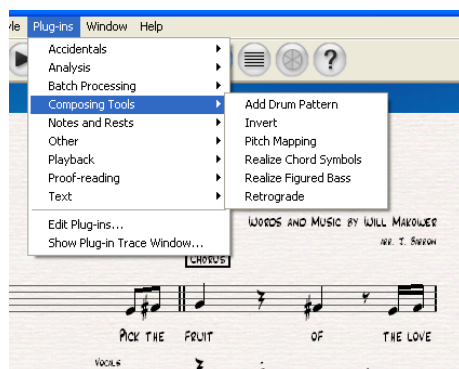 yle Plug-ins Window Help
?
Accidentals
Analysis
Batch Processing
Composing Tools
Notes and Rests
Other
Playback
Proof-reading
Text
Edit Plug-ins...
Show Plug-in Trace Window...
Add Drum Pattern
Invert
Pitch Mapping
Realize Chord Symbols
Realize Figured Bass
Retrograde
WORDS AND MUSIC BY WILL MAKOWER
ARR. T. BARRON
CHORUS
PICK THE FRUIT OF THE LOVE
VOCALS